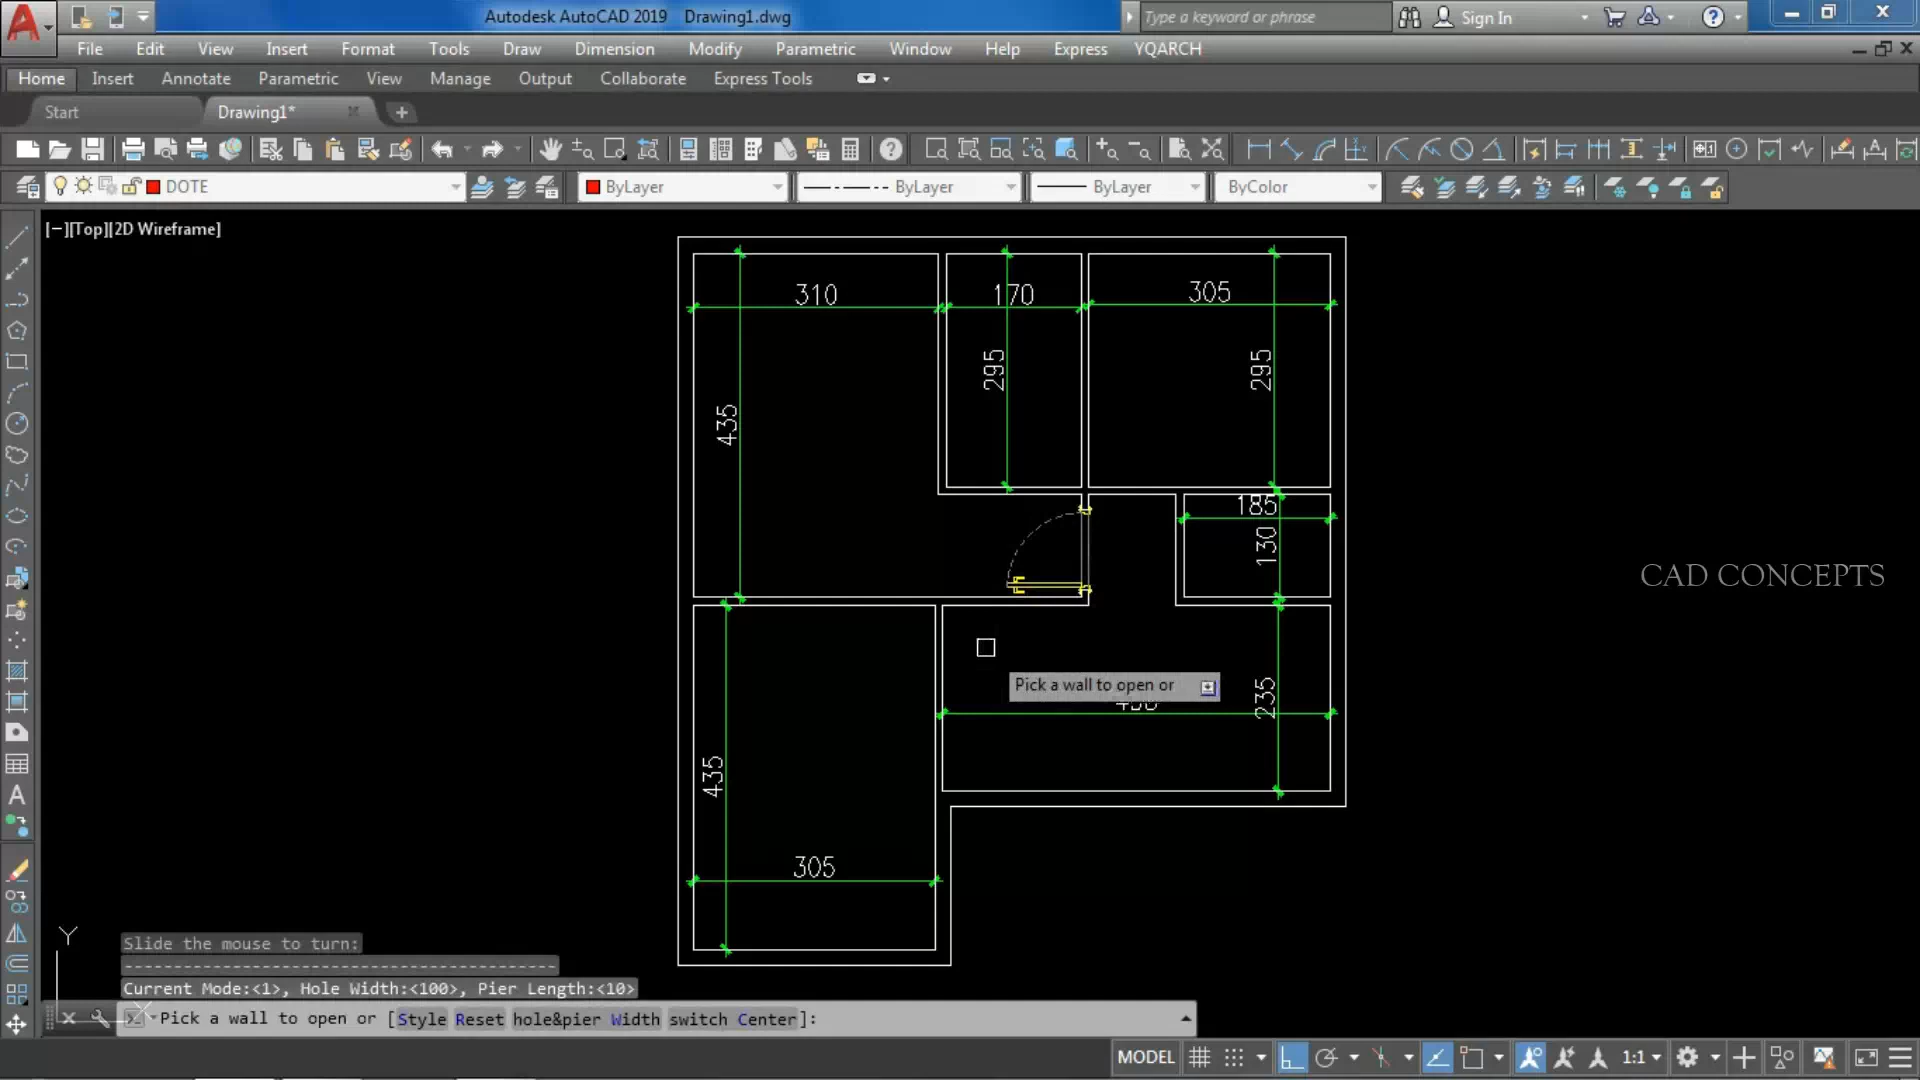 Autodesk AutoCAD 2019 Drawing1.dwg
Type a keyword or phrase
Sign In
File Edit View Insert Format Tools Draw Dimension Modify Parametric Window Help Express YQARCH
Home Insert Annotate Parametric View Manage Output Collaborate Express Tools
Start Drawing1*
DOTE ByLayer ByLayer ByLayer ByColor
[−][Top][2D Wireframe]
310 170 305
295 295
435
185
130
CAD CONCEPTS
Pick a wall to open or
235
435
305
Y
Slide the mouse to turn:
Current Mode:<1>, Hole Width:<100>, Pier Length:<10>
Pick a wall to open or [Style Reset hole&pier Width switch Center]:
MODEL 1:1